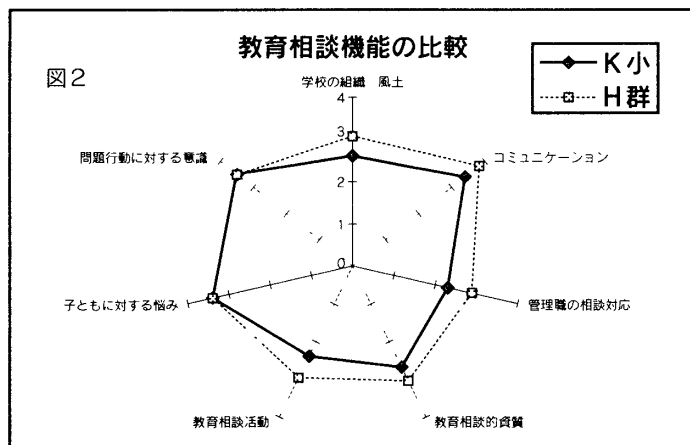 教育相談機能の比較
図2
K小
H群
学校の組織 風土
4
3
2
1
0
問題行動に対する意識
コミュニケーション
子どもに対する悩み
管理職の相談対応
教育相談活動
教育相談的資質